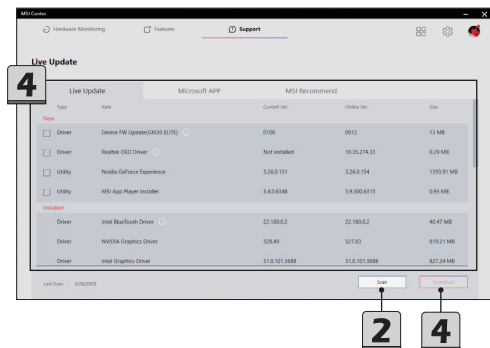 MSI Center
Hardware Monitoring Features Support
Live Update
4
Live Update Microsoft APP MSI Recommend
Type Item Current Ver. Online Ver. Size
New
Driver Device FW Update(GM20 ELITE) 0108 0912 13 MB
Driver Realtek OED Driver Not installed 10.35.274.33 0.29 MB
Utility Nvidia Geforce Experience 3.26.0.131 3.26.0.154 1393.91 MB
Utility MSI App Player Installer 5.4.0.6348 5.9.300.6315 0.93 MB
Installed
Driver Intel BlueTooth Driver 22.180.0.2 22.180.0.2 40.47 MB
Driver NVIDIA Graphics Driver 528.49 527.83 819.21 MB
Driver Intel Graphics Driver 31.0.101.3688 31.0.101.3688 827.24 MB
Last Scan : 3/28/2023 Scan Download
2 4